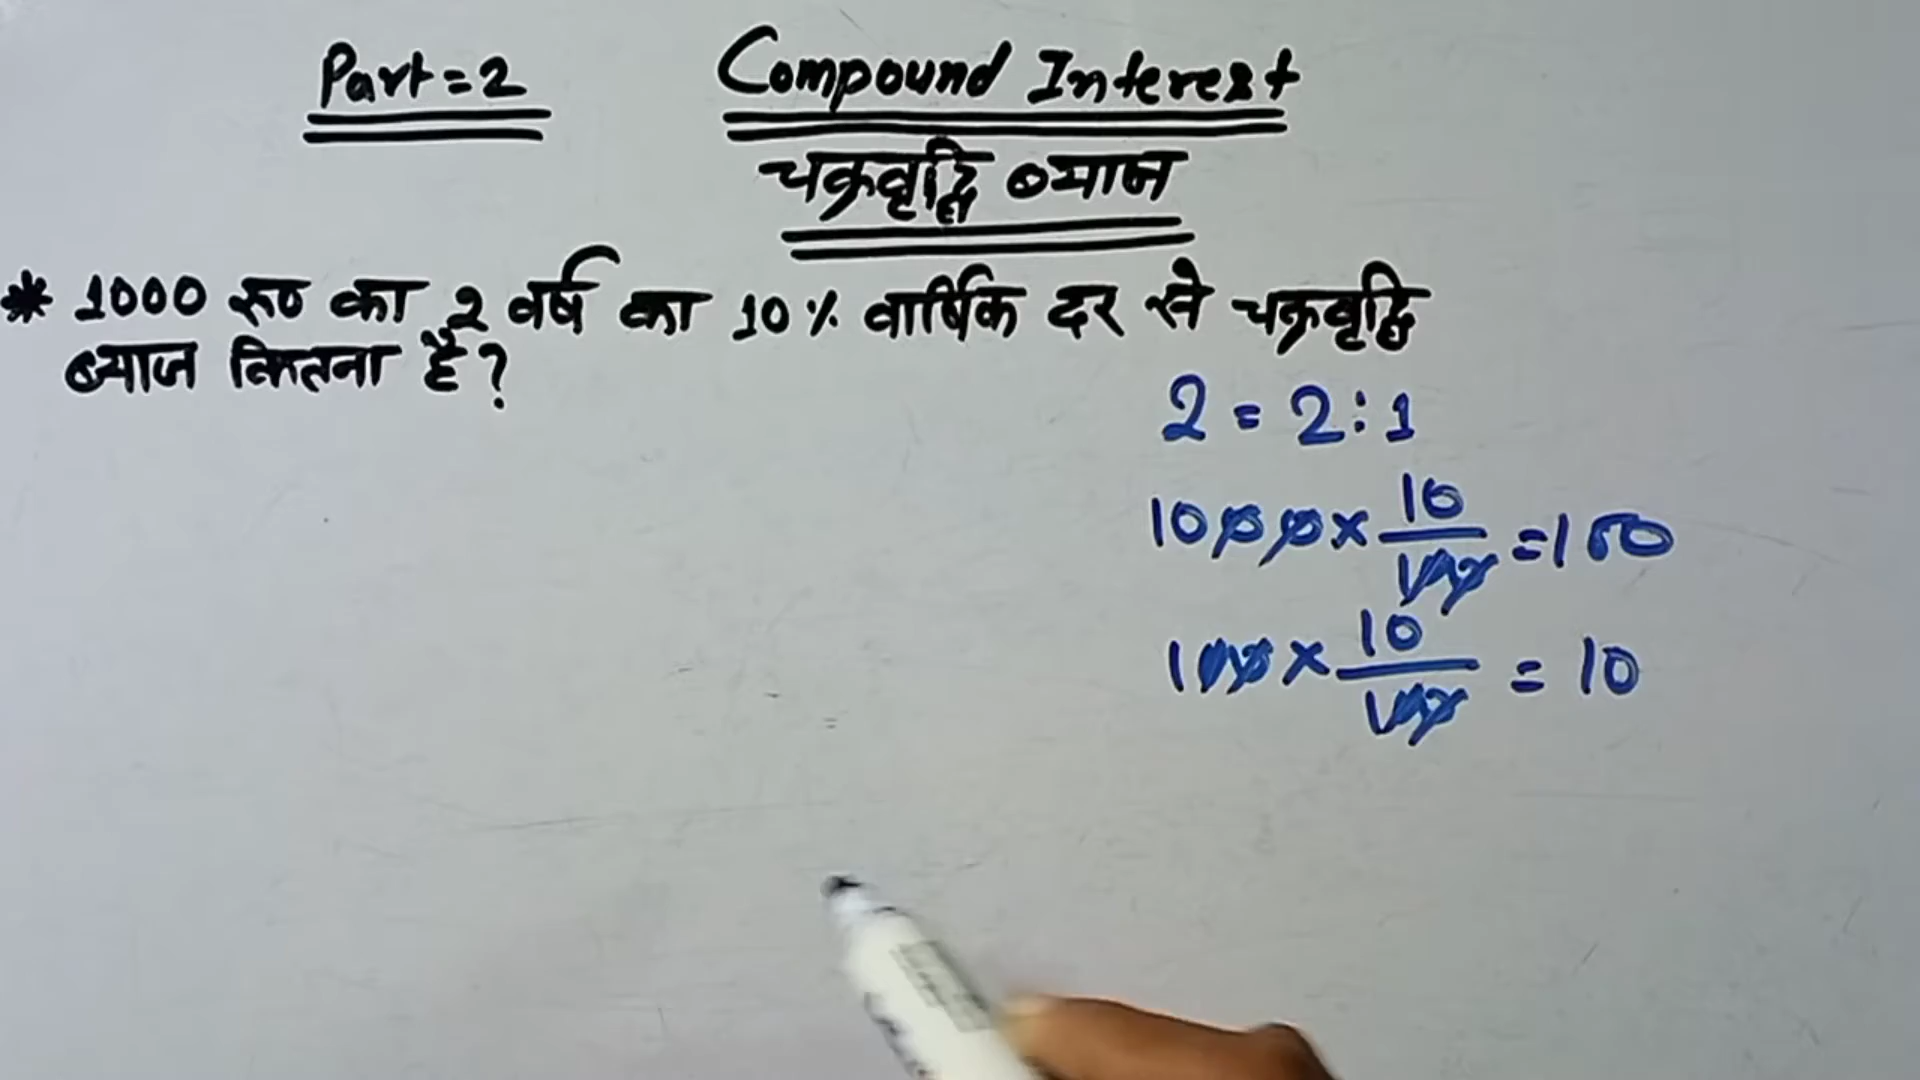 Part=2
Compound Interest
चक्रवृद्धि ब्याज
* 1000 रू० का 2 वर्ष का 10% वार्षिक दर से चक्रवृद्धि
ब्याज कितना है?
2 = 2:1
1000 × 10/100 = 100
100 × 10/100 = 10